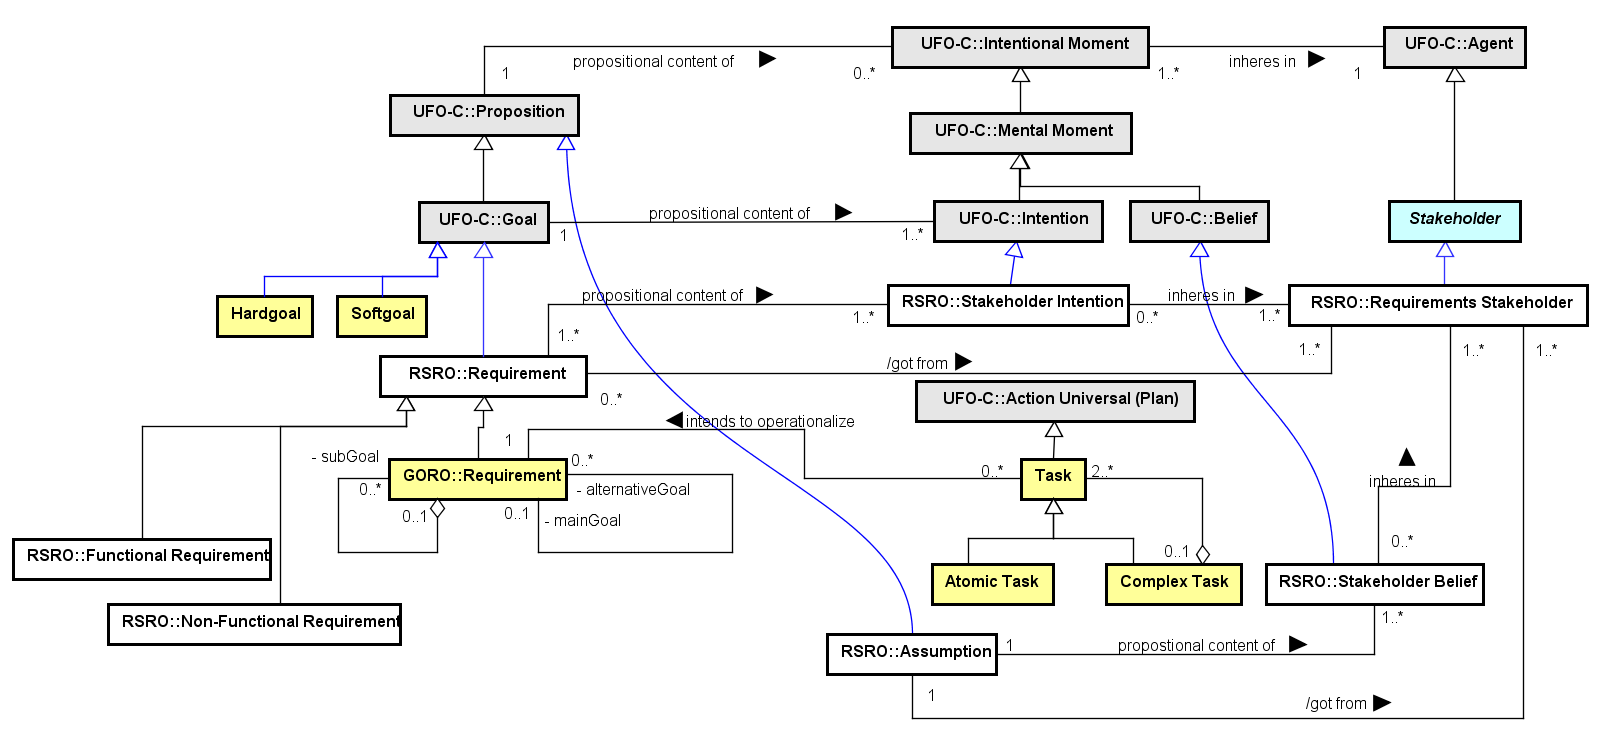 UFO-C::Intentional Moment
UFO-C::Agent
propositional content of
inheres in
1
0..*
1..*
1
UFO-C::Proposition
UFO-C::Mental Moment
UFO-C::Goal
propositional content of
UFO-C::Intention
UFO-C::Belief
Stakeholder
1
1..*
Hardgoal
Softgoal
propositional content of
RSRO::Stakeholder Intention
inheres in
RSRO::Requirements Stakeholder
1..*
1..*
0..*
1..*
RSRO::Requirement
/got from
1..*
1..*
1..*
0..*
UFO-C::Action Universal (Plan)
intends to operationalize
- subGoal
1
0..*
GORO::Requirement
0..*
Task
2..*
0..*
- alternativeGoal
inheres in
0..1
0..1
- mainGoal
RSRO::Functional Requirement
0..1
0..*
Atomic Task
Complex Task
RSRO::Stakeholder Belief
RSRO::Non-Functional Requirement
1..*
RSRO::Assumption
1
propostional content of
1
/got from